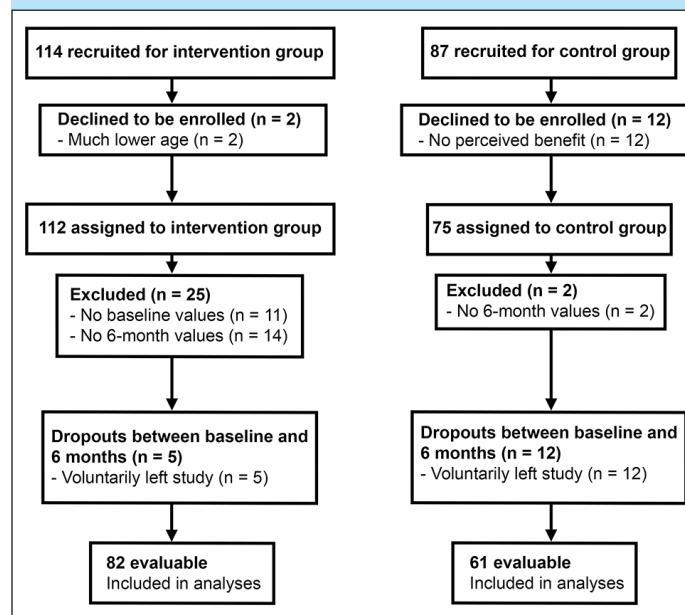 114 recruited for intervention group
Declined to be enrolled (n = 2)
- Much lower age (n = 2)
112 assigned to intervention group
Excluded (n = 25)
- No baseline values (n = 11)
- No 6-month values (n = 14)
Dropouts between baseline and
6 months (n = 5)
- Voluntarily left study (n = 5)
82 evaluable
Included in analyses
87 recruited for control group
Declined to be enrolled (n = 12)
- No perceived benefit (n = 12)
75 assigned to control group
Excluded (n = 2)
- No 6-month values (n = 2)
Dropouts between baseline and
6 months (n = 12)
- Voluntarily left study (n = 12)
61 evaluable
Included in analyses